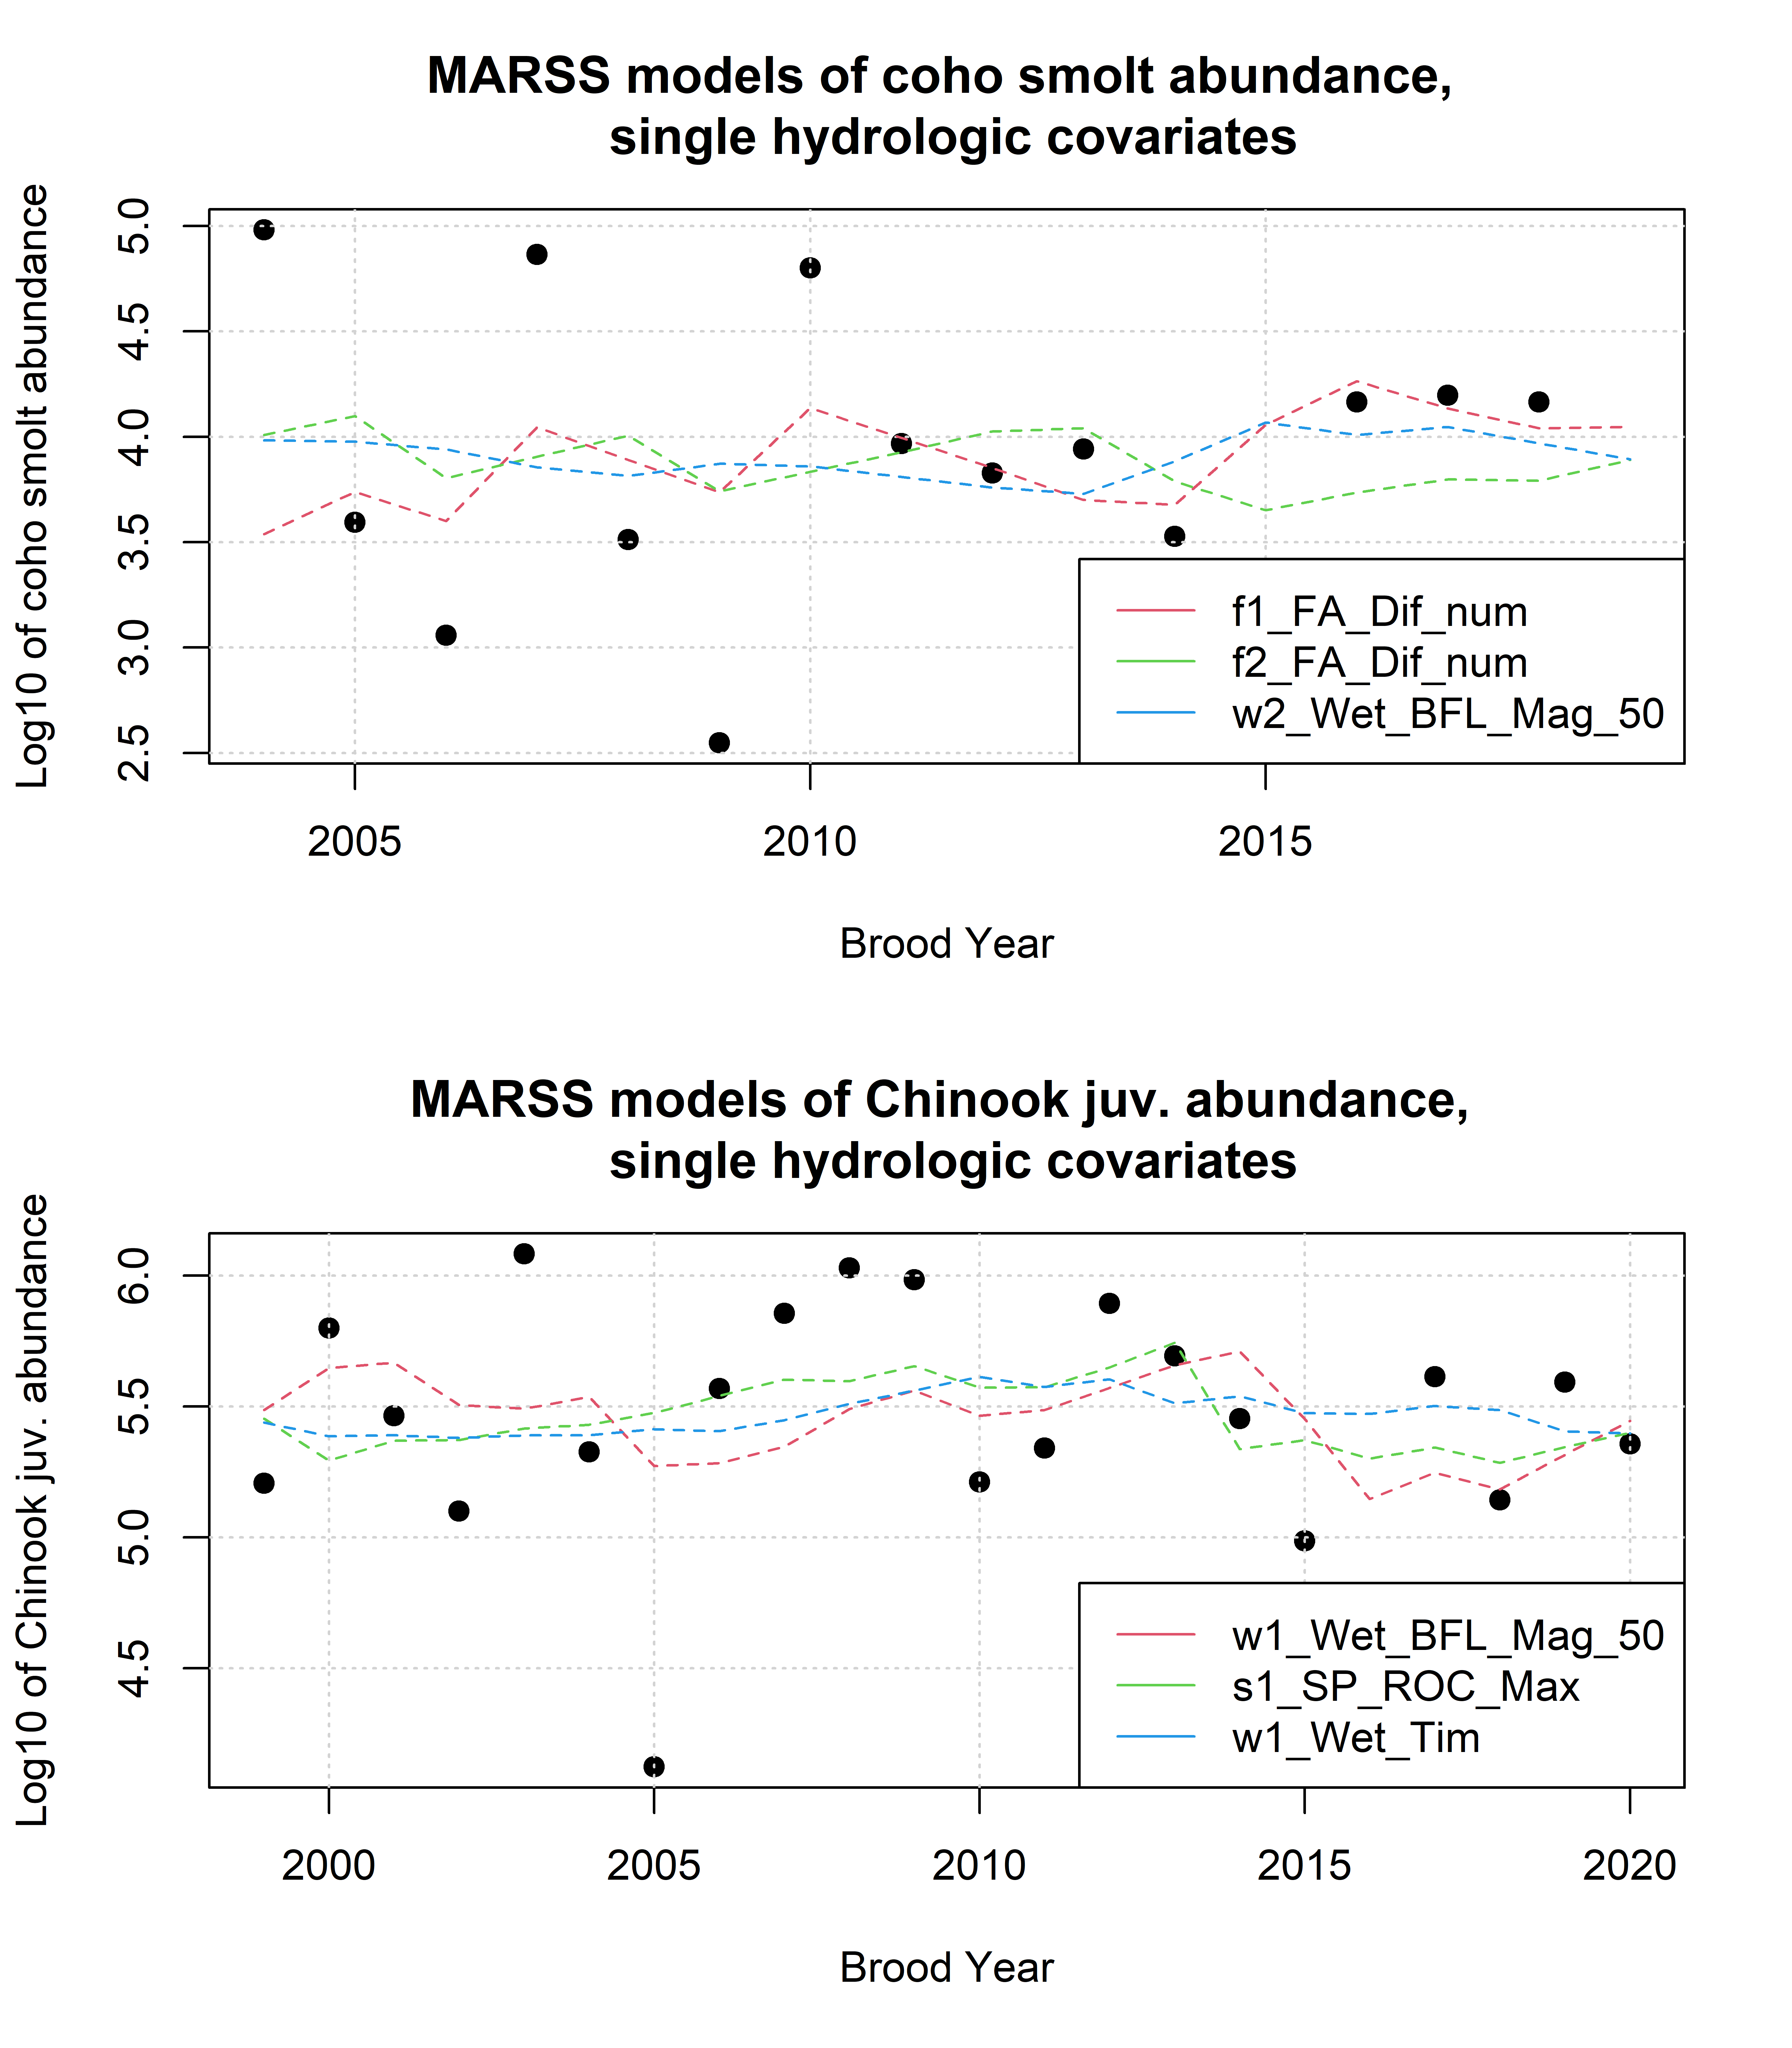 MARSS models of coho smolt abundance,
single hydrologic covariates
Log10 of coho smolt abundance
5.0
4.5
4.0
3.5
3.0
2.5
f1_FA_Dif_num
f2_FA_Dif_num
w2_Wet_BFL_Mag_50
2005
2010
2015
Brood Year
MARSS models of Chinook juv. abundance,
single hydrologic covariates
Log10 of Chinook juv. abundance
6.0
5.5
5.0
4.5
w1_Wet_BFL_Mag_50
s1_SP_ROC_Max
w1_Wet_Tim
2000
2005
2010
2015
2020
Brood Year